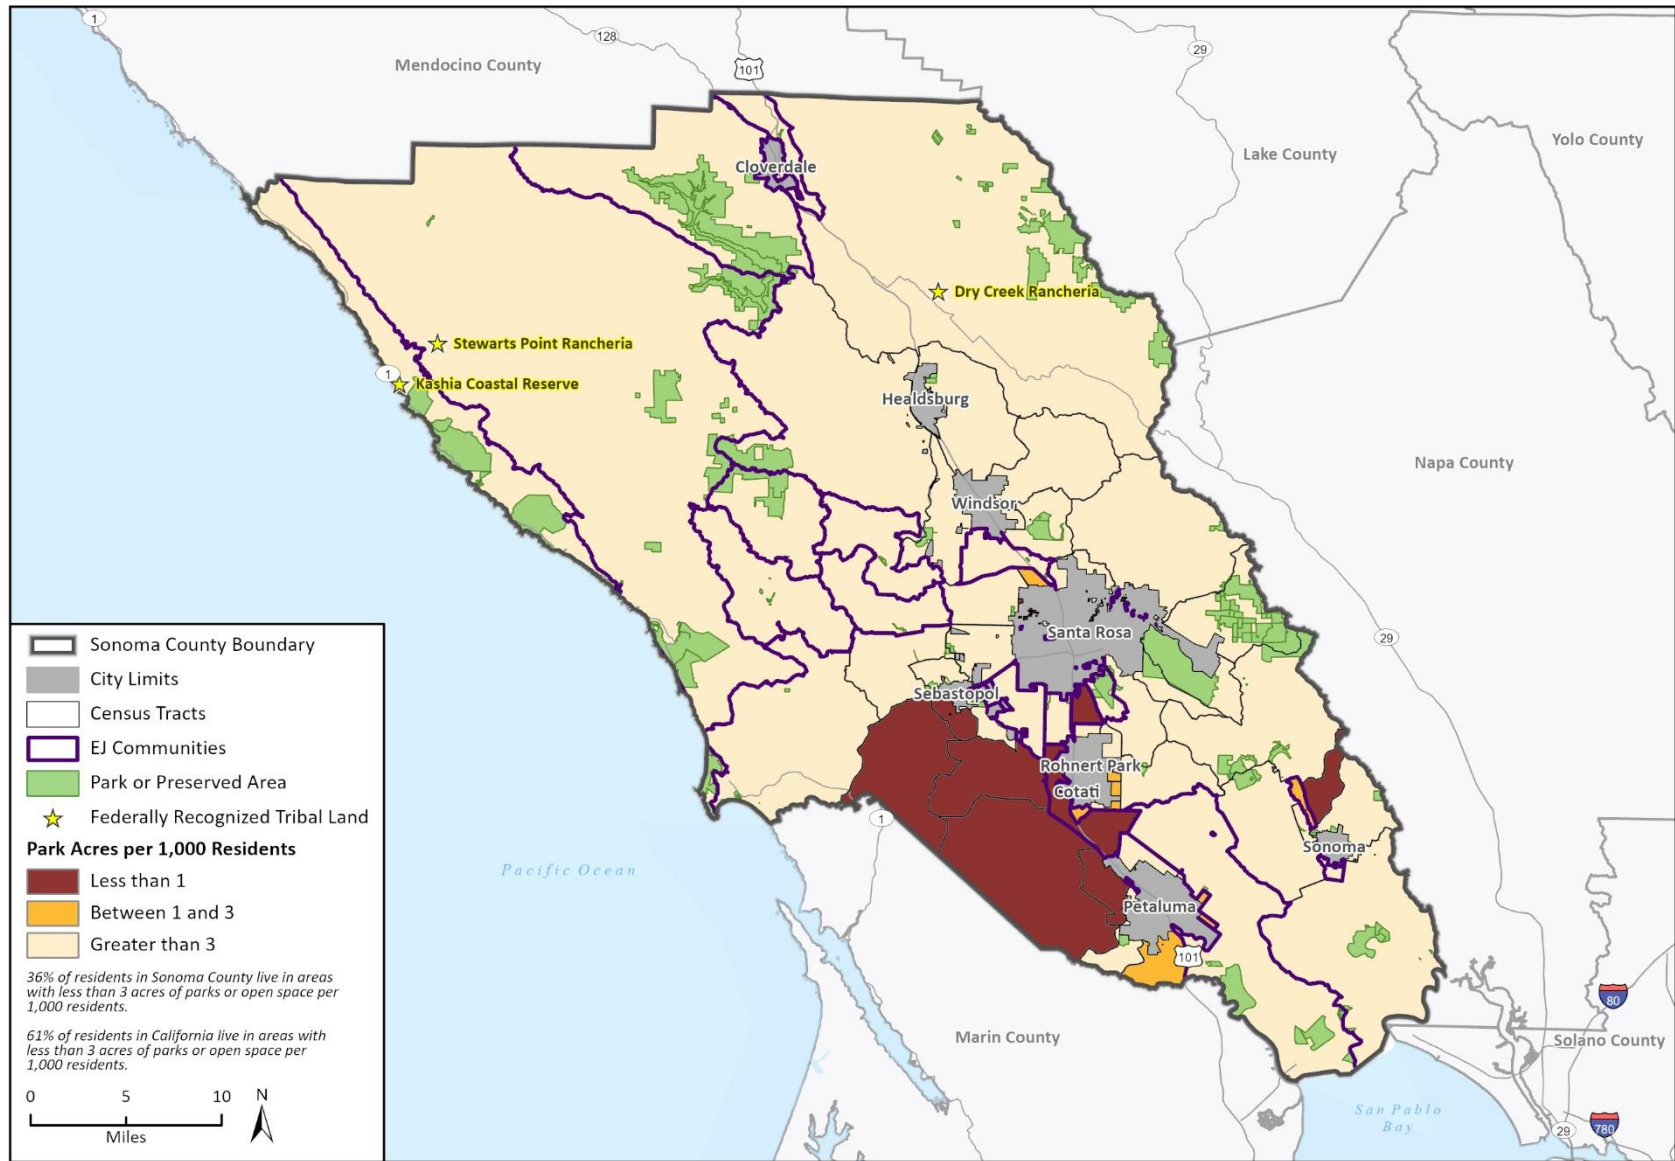 1
128
101
29
Mendocino County
Yolo County
Lake County
Cloverdale
Dry Creek Rancheria
Stewarts Point Rancheria
1
Kashia Coastal Reserve
Healdsburg
Napa County
Windsor
Santa Rosa
29
Sebastopol
Rohnert Park
Cotati
1
Sonoma
Pacific Ocean
Petaluma
101
80
Marin County
Solano County
San Pablo
Bay
29
780
Sonoma County Boundary
City Limits
Census Tracts
EJ Communities
Park or Preserved Area
Federally Recognized Tribal Land
Park Acres per 1,000 Residents
Less than 1
Between 1 and 3
Greater than 3
36% of residents in Sonoma County live in areas
with less than 3 acres of parks or open space per
1,000 residents.
61% of residents in California live in areas with
less than 3 acres of parks or open space per
1,000 residents.
0 5 10
Miles
N